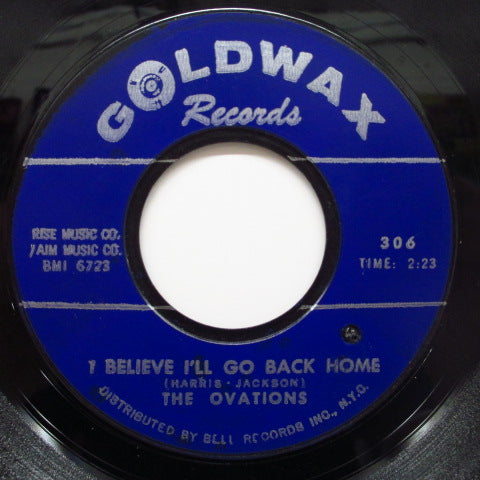 GOLDWAX
Records
RISE MUSIC CO.
/AIM MUSIC CO.
BMI 6723
306
TIME: 2:23
I BELIEVE I'LL GO BACK HOME
(HARRIS - JACKSON)
THE OVATIONS
DISTRIBUTED BY BELL RECORDS INC., N.Y.C.